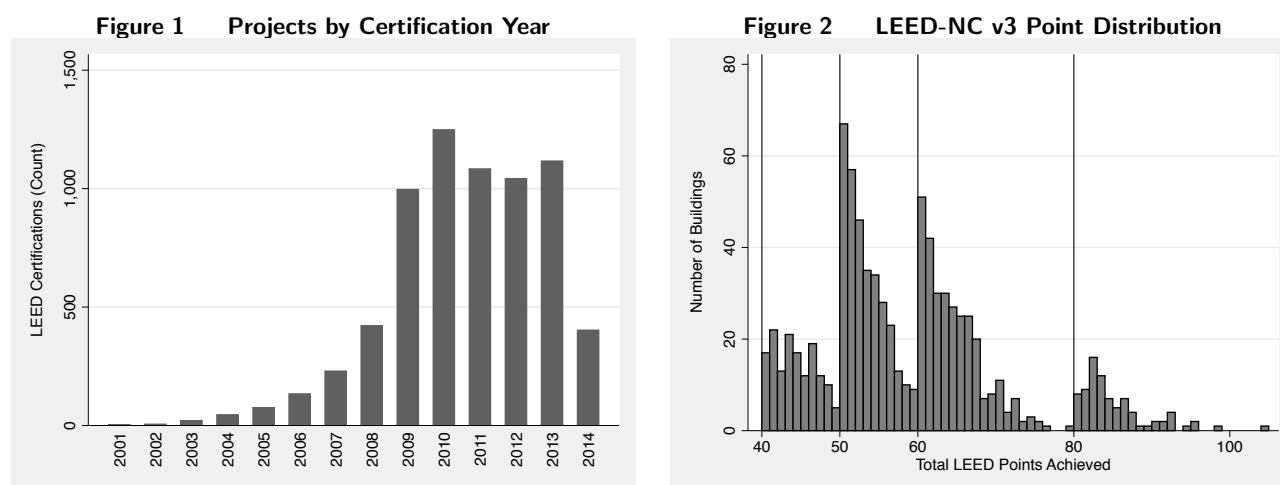 Figure 1 Projects by Certification Year
LEED Certifications (Count)
1,500
1,000
500
0
2001 2002 2003 2004 2005 2006 2007 2008 2009 2010 2011 2012 2013 2014
Figure 2 LEED-NC v3 Point Distribution
Number of Buildings
80
60
40
20
0
40 50 60 80 100
Total LEED Points Achieved